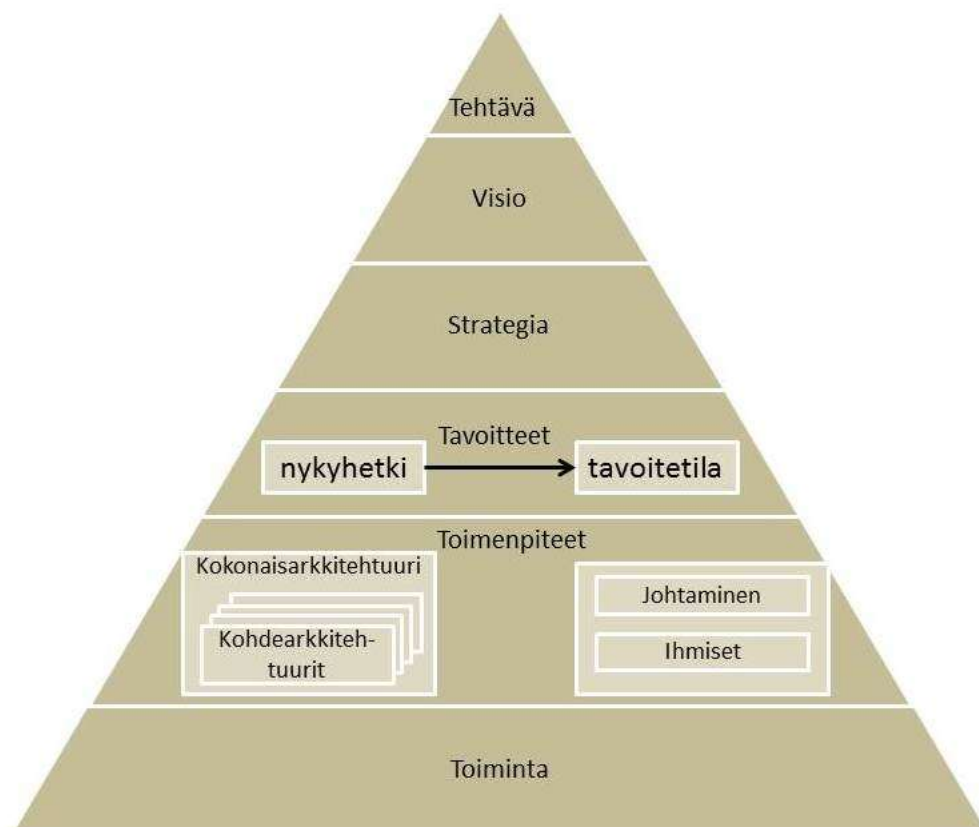 Tehtävä
Visio
Strategia
Tavoitteet
nykyhetki
tavoitetila
Toimenpiteet
Kokonaisarkkitehtuuri
Kohdearkkiteh-
tuurit
Johtaminen
Ihmiset
Toiminta